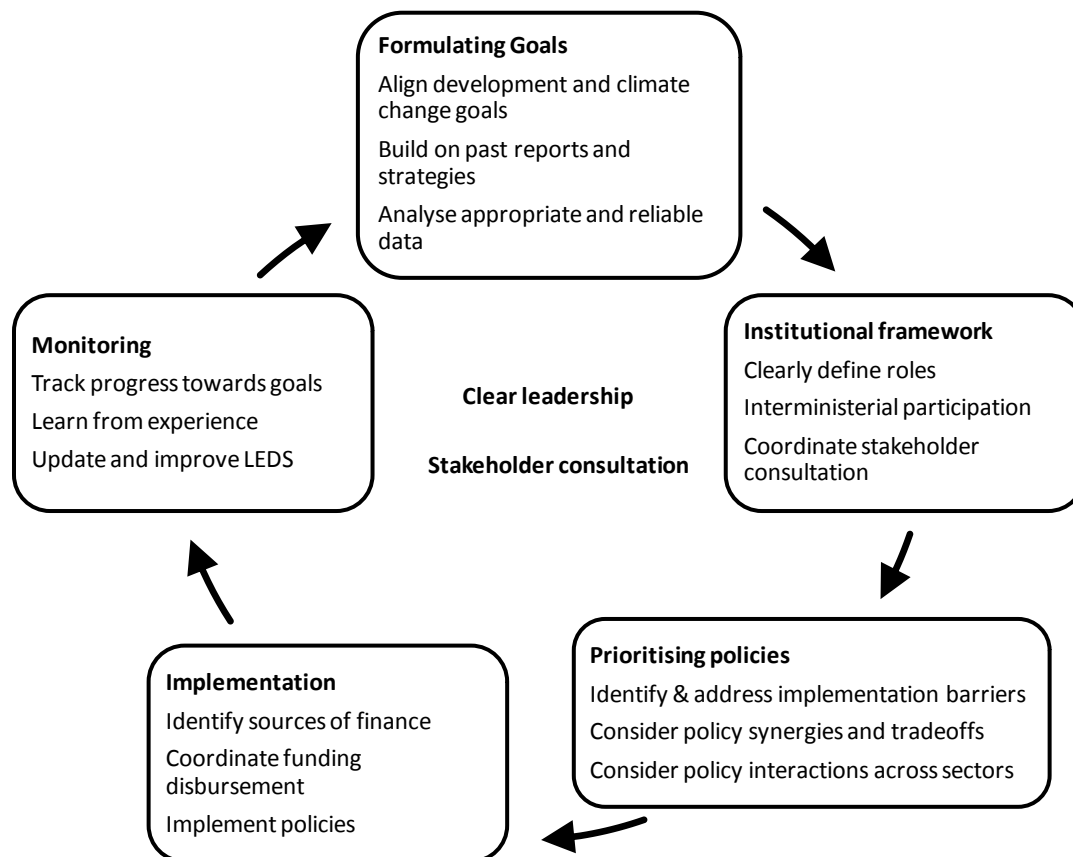 Formulating Goals
Align development and climate
change goals
Build on past reports and
strategies
Analyse appropriate and reliable
data
Institutional framework
Clearly define roles
Interministerial participation
Coordinate stakeholder
consultation
Prioritising policies
Identify & address implementation barriers
Consider policy synergies and tradeoffs
Consider policy interactions across sectors
Implementation
Identify sources of finance
Coordinate funding
disbursement
Implement policies
Monitoring
Track progress towards goals
Learn from experience
Update and improve LEDS
Clear leadership
Stakeholder consultation